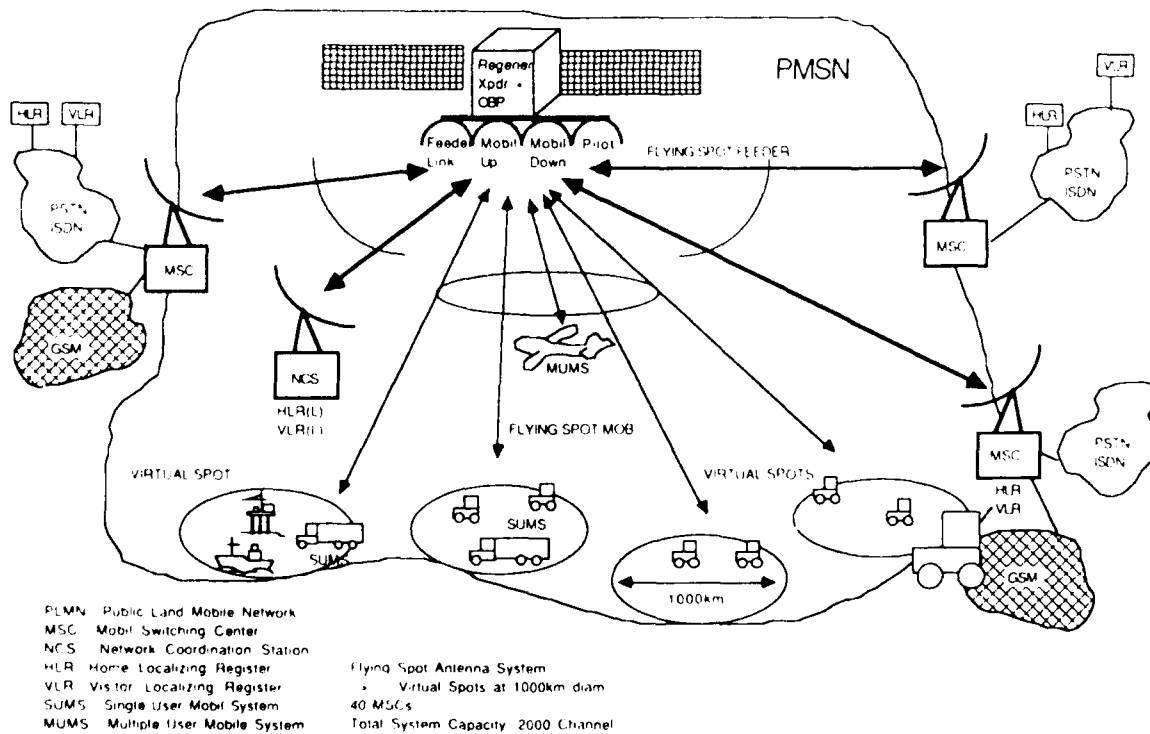 PMSN
Regener
Xpdr +
OBP
Feeder Link
Mobil Up
Mobil Down
Pilot
FLYING SPOT FEEDER
HLR
VLR
PSTN
ISDN
MSC
GSM
VLR
HLR
PSTN
ISDN
MSC
NCS
HLR(L)
VLR(L)
MUMS
FLYING SPOT MOB
VIRTUAL SPOT
SUMS
SUMS
VIRTUAL SPOTS
1000km
MSC
HLR
VLR
PSTN
ISDN
GSM
PLMN Public Land Mobile Network
MSC Mobil Switching Center
NCS Network Coordination Station
HLR Home Localizing Register
VLR Visitor Localizing Register
SUMS Single User Mobil System
MUMS Multiple User Mobile System
Flying Spot Antenna System
Virtual Spots at 1000km diam
40 MSCs
Total System Capacity 2000 Channel